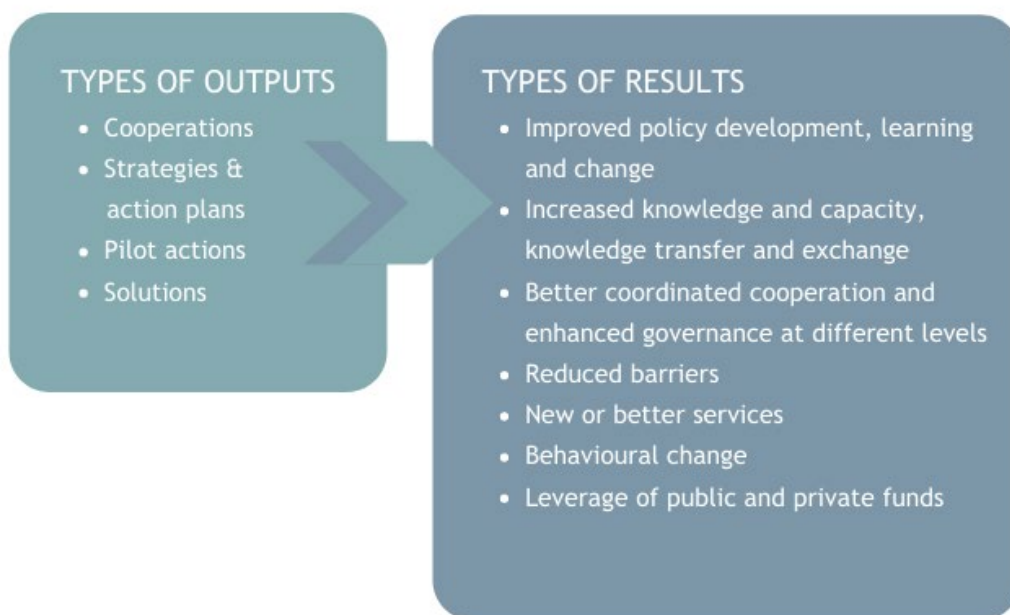 TYPES OF OUTPUTS
• Cooperations
• Strategies &
action plans
• Pilot actions
• Solutions
TYPES OF RESULTS
• Improved policy development, learning
and change
• Increased knowledge and capacity,
knowledge transfer and exchange
• Better coordinated cooperation and
enhanced governance at different levels
• Reduced barriers
• New or better services
• Behavioural change
• Leverage of public and private funds